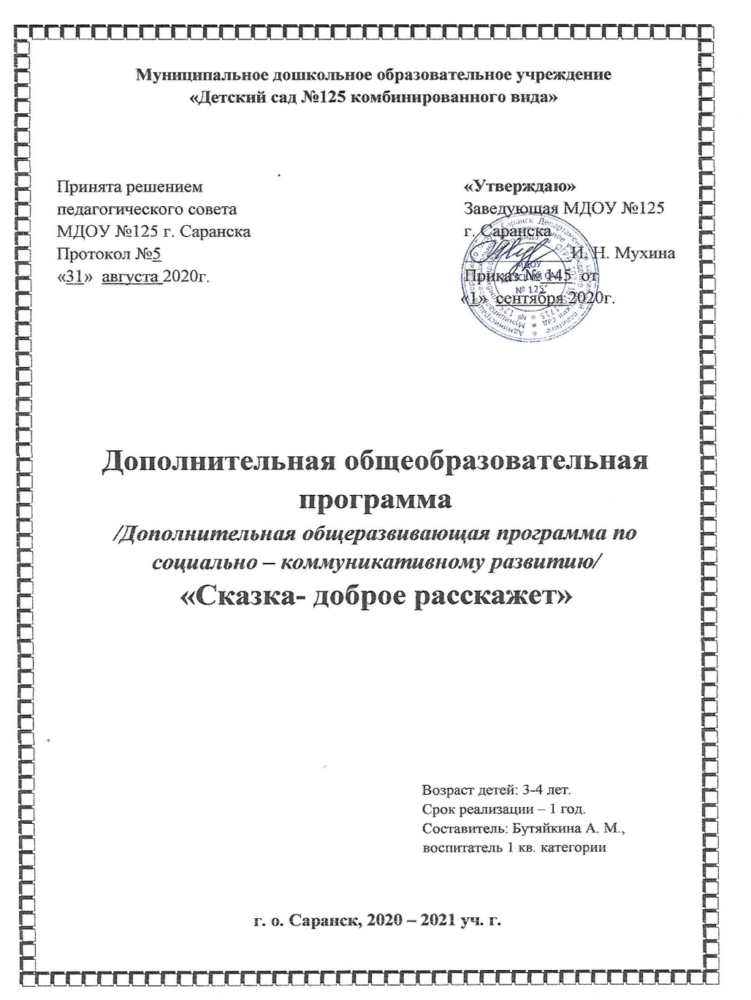 Муниципальное дошкольное образовательное учреждение
«Детский сад №125 комбинированного вида»
Принята решением
педагогического совета
МДОУ №125 г. Саранска
Протокол №5
«31» августа 2020г.
«Утверждаю»
Заведующая МДОУ №125
г. Саранска
И. Н. Мухина
Приказ № 145 от
«1» сентября 2020г.
МДОУ
№ 125"
Дополнительная общеобразовательная
программа
/Дополнительная общеразвивающая программа по
социально – коммуникативному развитию/
«Сказка- доброе расскажет»
Возраст детей: 3-4 лет.
Срок реализации – 1 год.
Составитель: Бутяйкина А. М.,
воспитатель 1 кв. категории
г. о. Саранск, 2020 – 2021 уч. г.